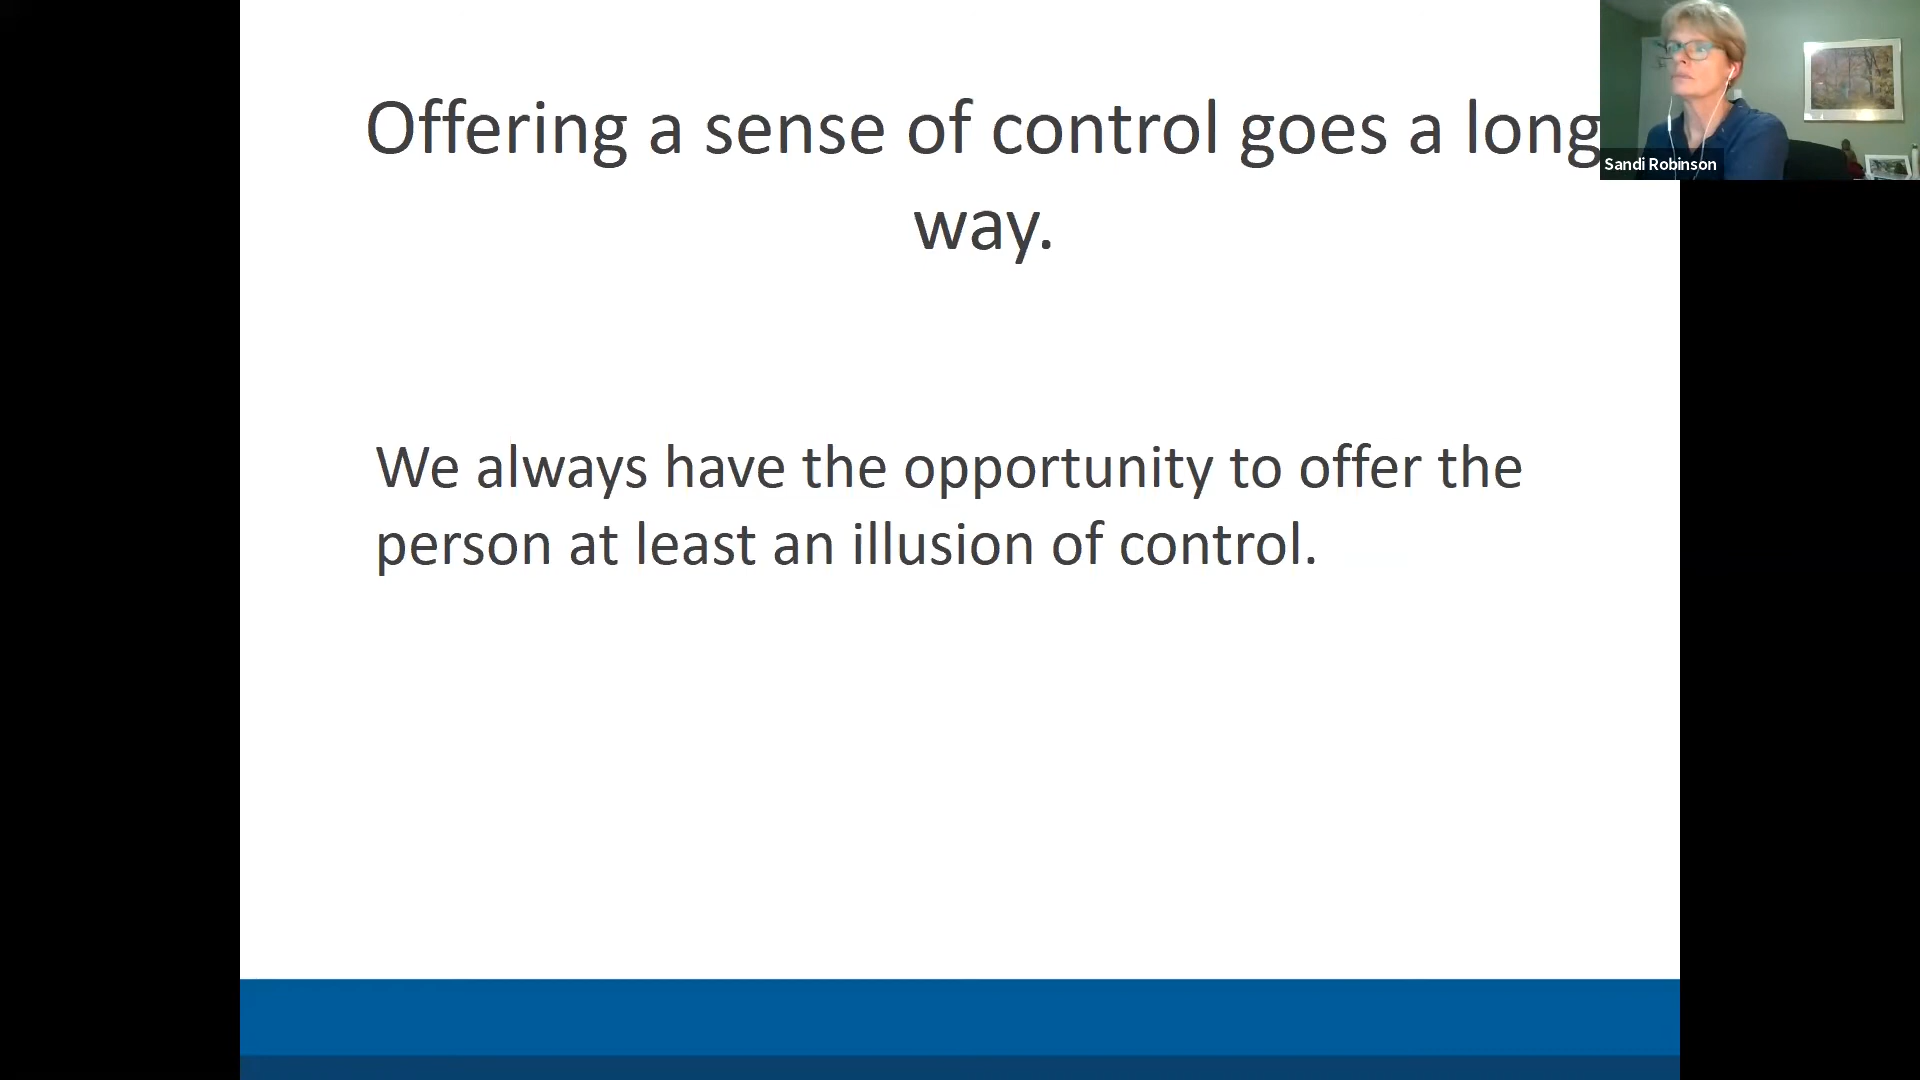 Offering a sense of control goes a long
way.
Sandi Robinson
We always have the opportunity to offer the
person at least an illusion of control.